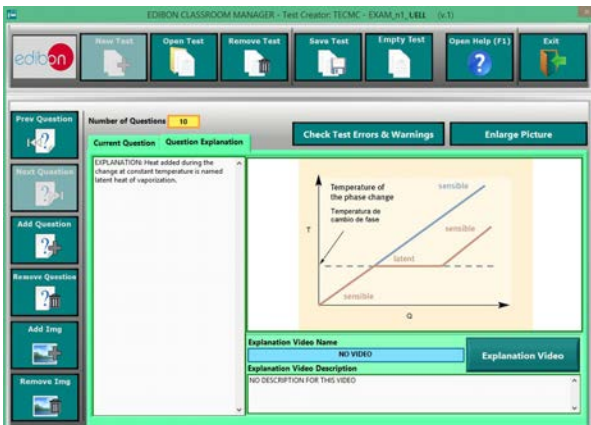 EDIBON CLASSROOM MANAGER - Test Creator: TECMC - EXAM_n1_UELL (v.1)
edibon
New Test
Open Test
Remove Test
Save Test
Empty Test
Open Help (F1)
Exit
Prev Question
Next Question
Add Question
Remove Question
Add Img
Remove Img
Number of Questions 10
Current Question Question Explanation
Check Test Errors & Warnings
Enlarge Picture
EXPLANATION: Heat added during the
change at constant temperature is named
latent heat of vaporization.
Temperature of
the phase change
Temperatura de
cambio de fase
T
sensible
sensible
latent
sensible
Q
Explanation Video Name
NO VIDEO
Explanation Video
Explanation Video Description
NO DESCRIPTION FOR THIS VIDEO